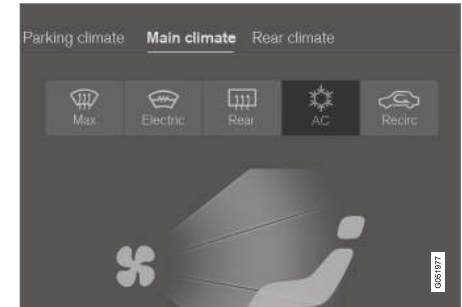 Parking climate Main climate Rear climate
Max Electric Rear AC Recirc
G051977